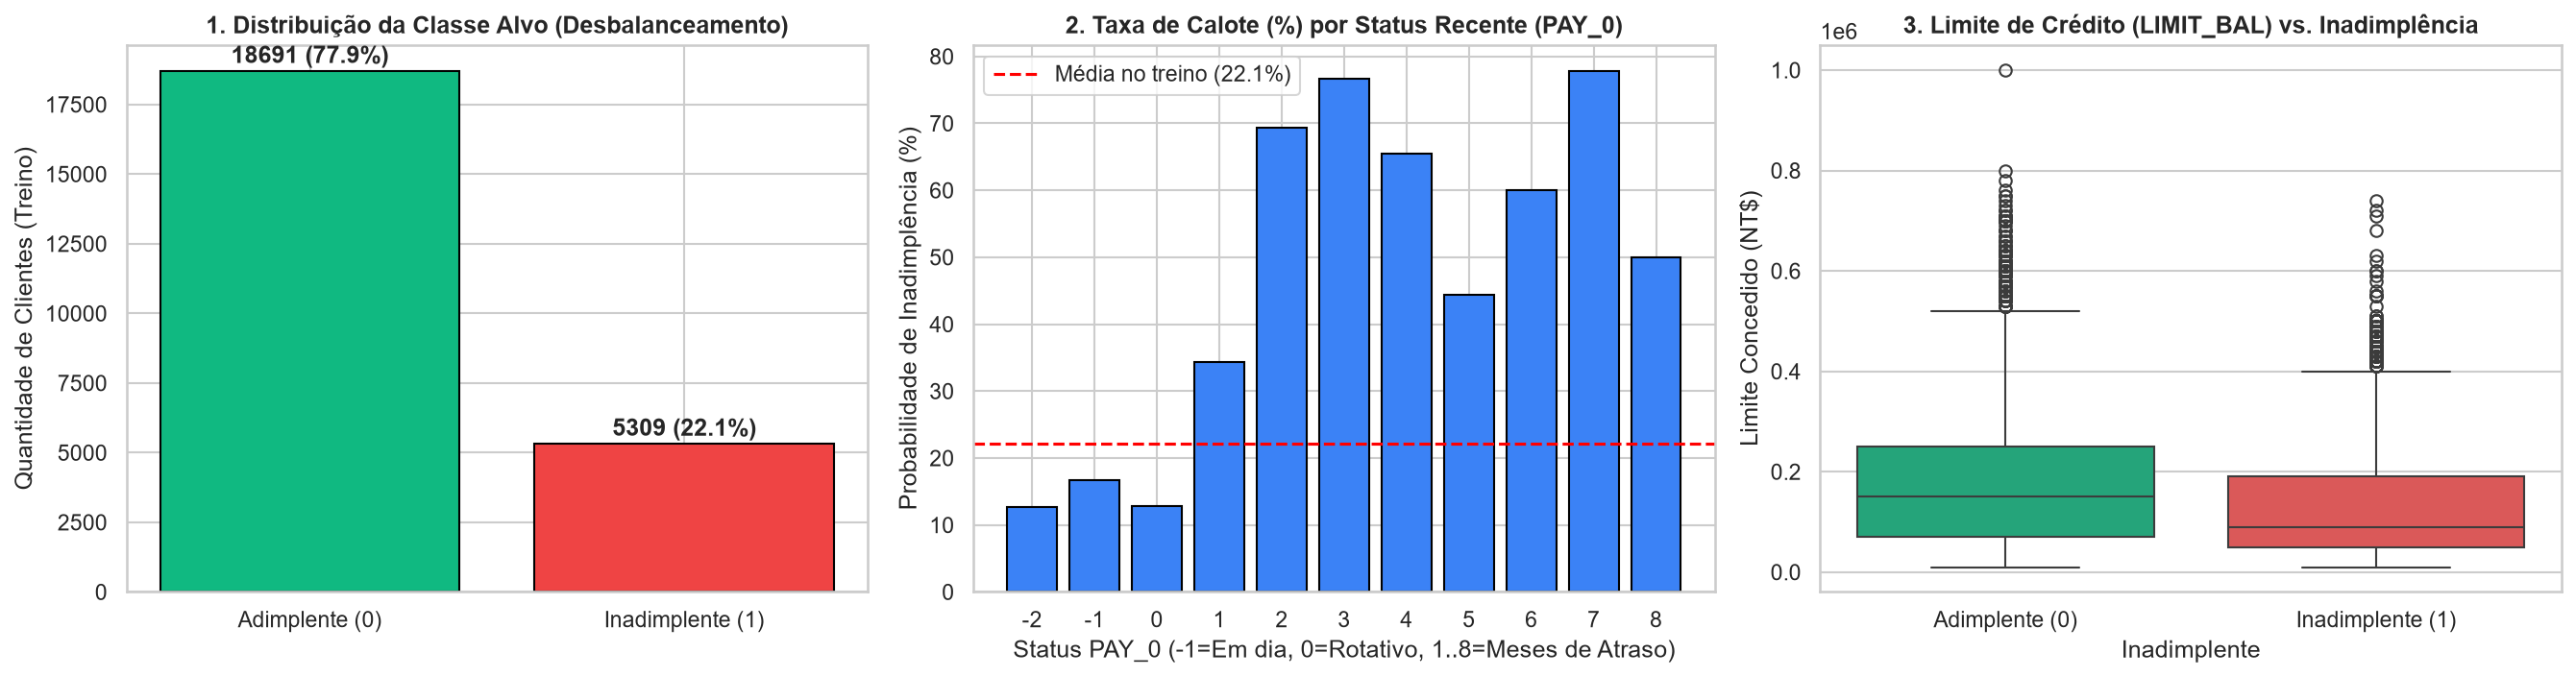 1. Distribuição da Classe Alvo (Desbalanceamento)
18691 (77.9%)
5309 (22.1%)
Quantidade de Clientes (Treino)
17500
15000
12500
10000
7500
5000
2500
0
Adimplente (0)
Inadimplente (1)
2. Taxa de Calote (%) por Status Recente (PAY_0)
Média no treino (22.1%)
Probabilidade de Inadimplência (%)
80
70
60
50
40
30
20
10
0
-2 -1 0 1 2 3 4 5 6 7 8
Status PAY_0 (-1=Em dia, 0=Rotativo, 1..8=Meses de Atraso)
3. Limite de Crédito (LIMIT_BAL) vs. Inadimplência
1e6
Limite Concedido (NT$)
1.0
0.8
0.6
0.4
0.2
0.0
Adimplente (0)
Inadimplente (1)
Inadimplente